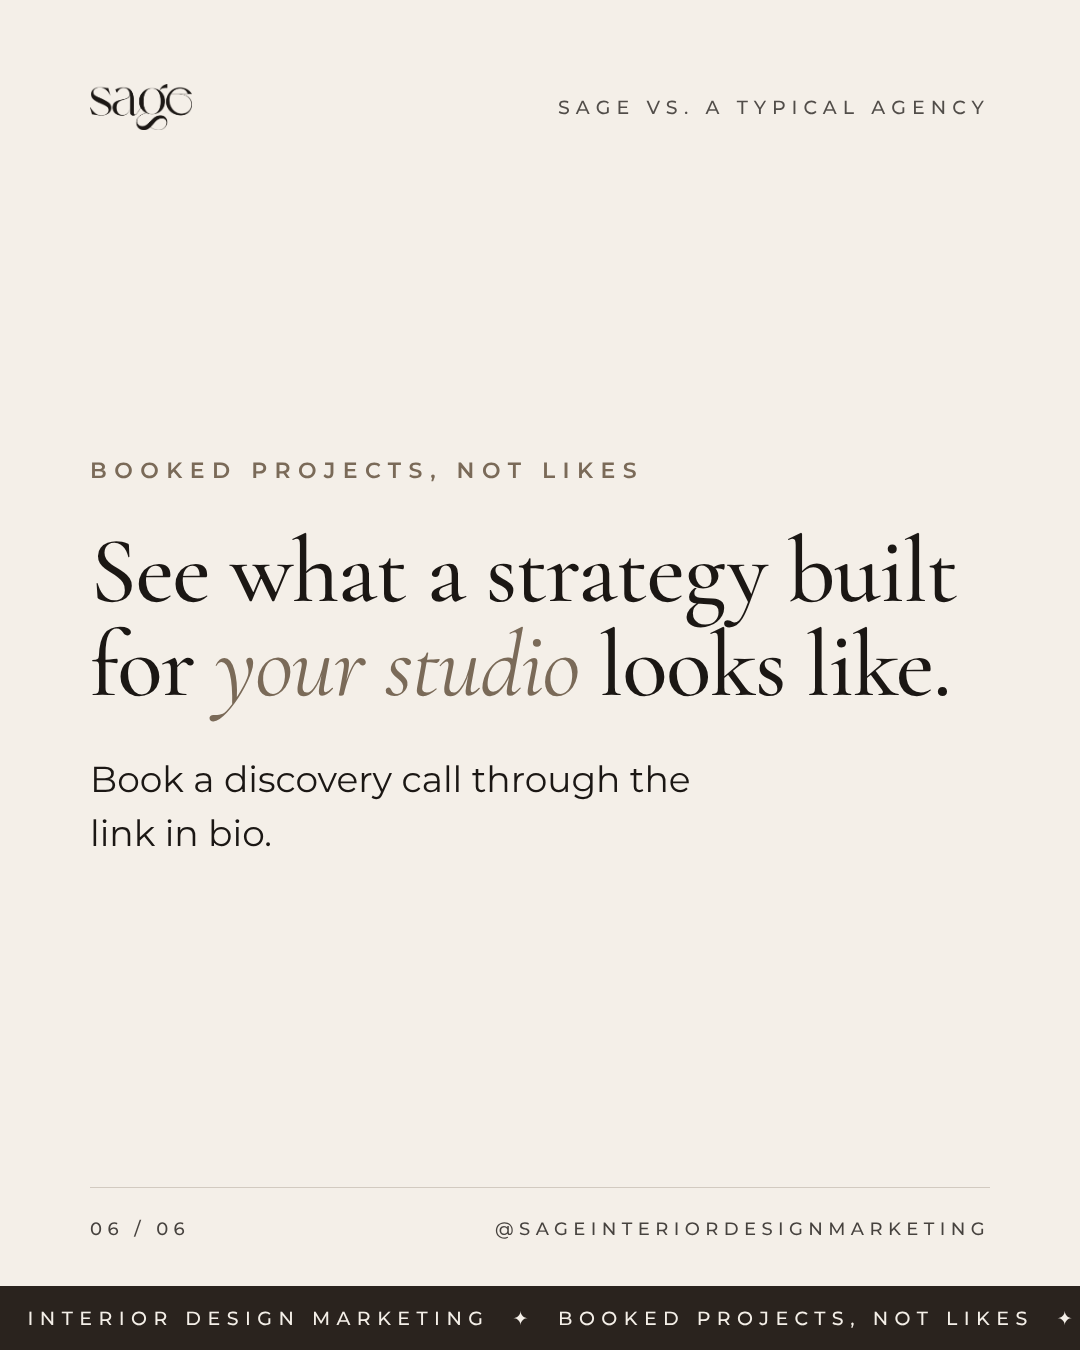 sage
SAGE VS. A TYPICAL AGENCY
BOOKED PROJECTS, NOT LIKES
See what a strategy built
for your studio looks like.
Book a discovery call through the
link in bio.
06 / 06
@SAGEINTERIORDESIGNMARKETING
INTERIOR DESIGN MARKETING ✦ BOOKED PROJECTS, NOT LIKES ✦